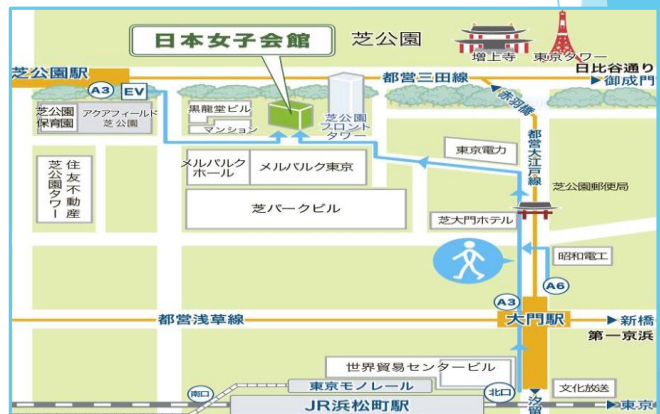 日本女子会館
芝公園
増上寺
東京タワー
日比谷通り
芝公園駅
都営三田線
▶御成門
A3
EV
赤羽橋
芝公園
保育園
アクアフィールド
芝公園
黒龍堂ビル
マンション
芝公園
フロント
タワー
都営大江戸線
東京電力
住友不動産
芝公園タワー
メルパルク
ホール
メルパルク東京
芝公園郵便局
芝パークビル
芝大門ホテル
昭和電工
A3
A6
都営浅草線
大門駅
▶新橋
第一京浜
世界貿易センタービル
東京モノレール
南口
北口
文化放送
JR浜松町駅
汐留
▶東京